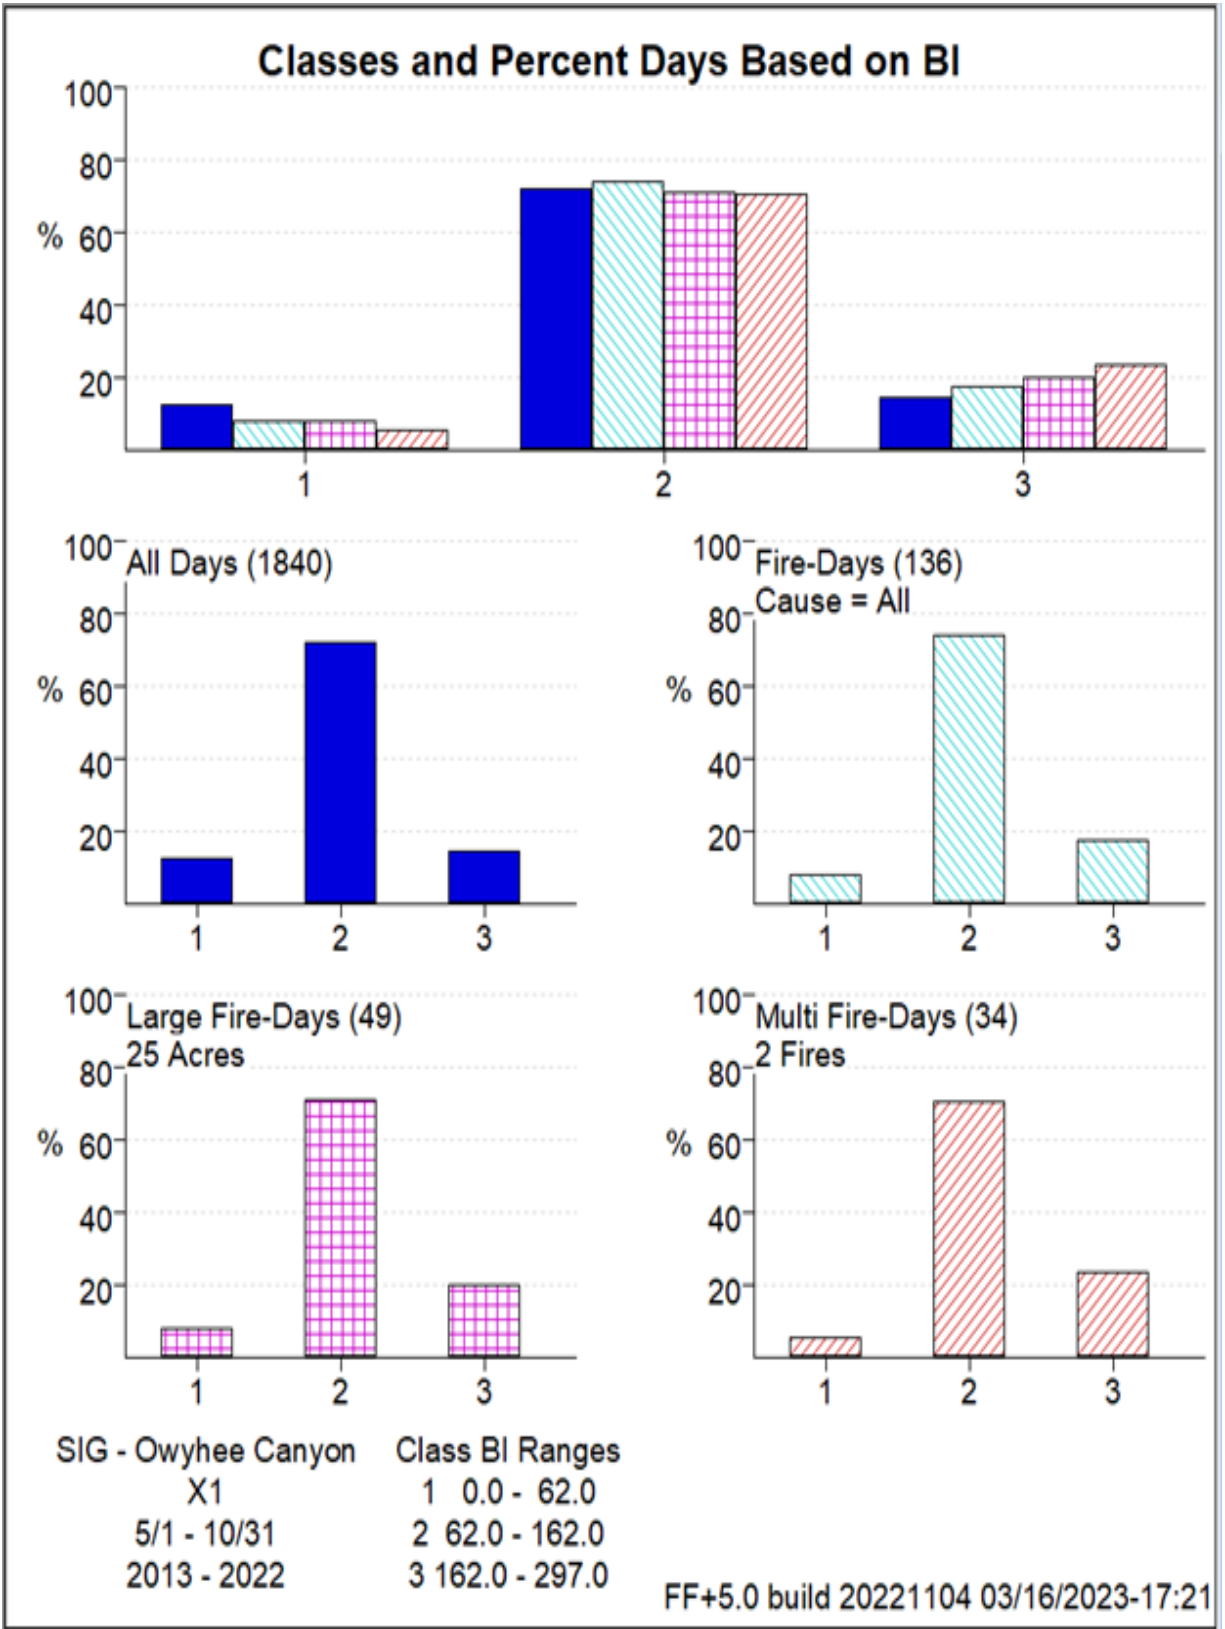 Classes and Percent Days Based on BI
100
80
% 60
40
20
1 2 3
100 All Days (1840)
80
% 60
40
20
1 2 3
100 Fire-Days (136)
Cause = All
80
% 60
40
20
1 2 3
100 Large Fire-Days (49)
25 Acres
80
% 60
40
20
1 2 3
100 Multi Fire-Days (34)
2 Fires
80
% 60
40
20
1 2 3
SIG - Owyhee Canyon
X1
5/1 - 10/31
2013 - 2022
Class BI Ranges
1 0.0 - 62.0
2 62.0 - 162.0
3 162.0 - 297.0
FF+5.0 build 20221104 03/16/2023-17:21